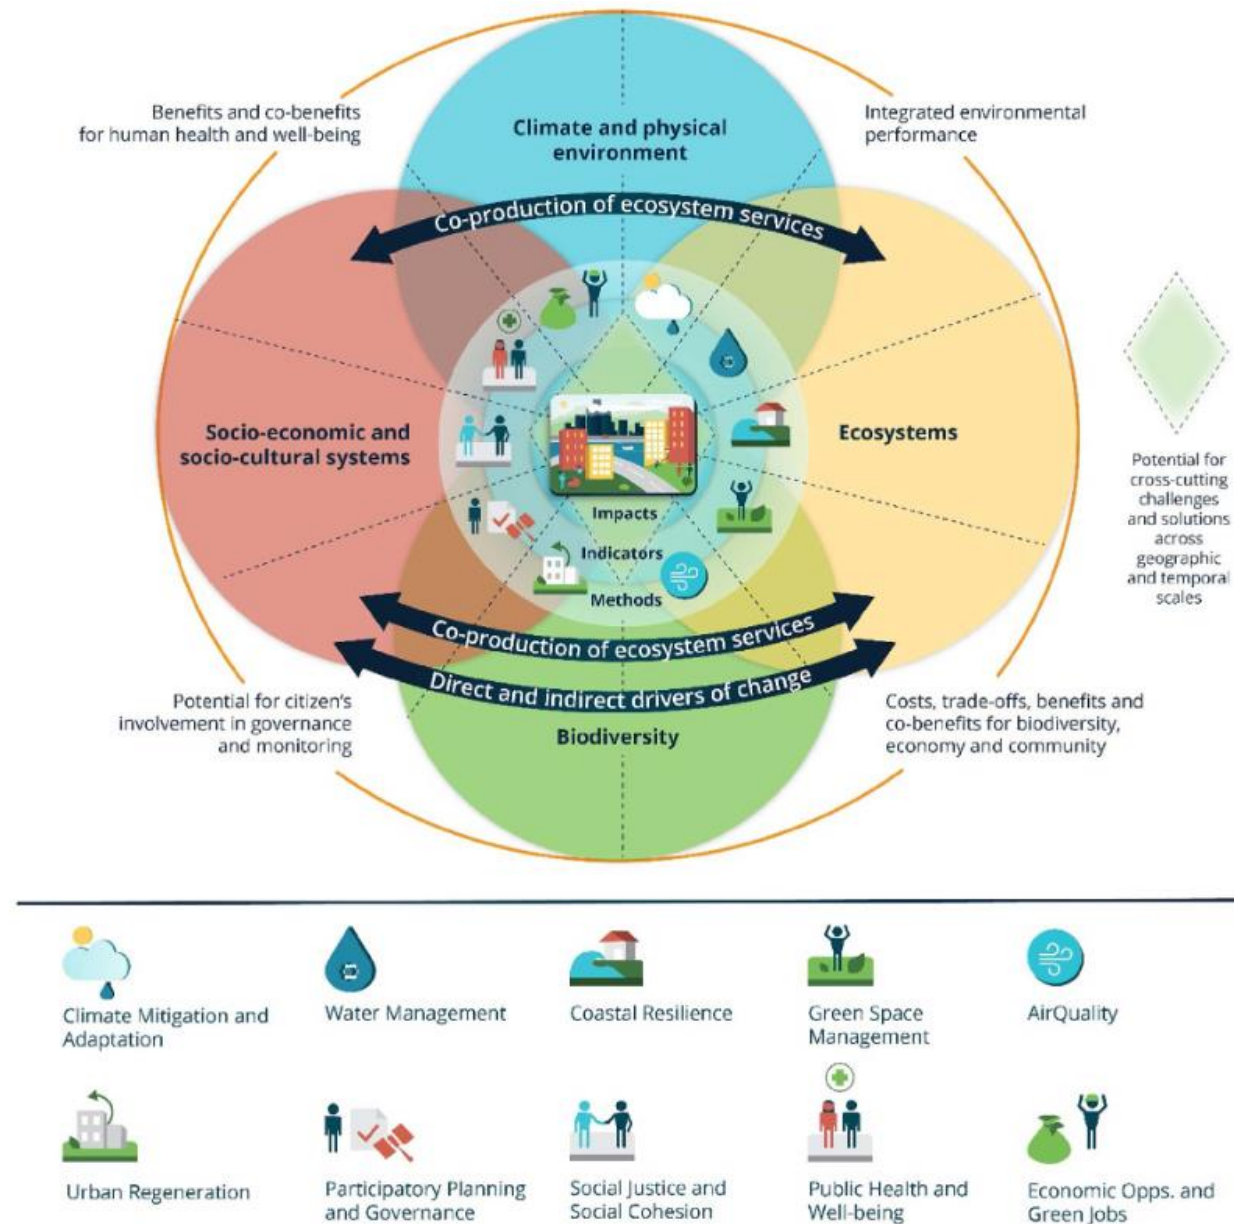 Benefits and co-benefits
for human health and well-being
Integrated environmental
performance
Climate and physical
environment
Co-production of ecosystem services
Socio-economic and
socio-cultural systems
Ecosystems
Impacts
Indicators
Methods
Co-production of ecosystem services
Direct and indirect drivers of change
Biodiversity
Potential for
cross-cutting
challenges
and solutions
across
geographic
and temporal
scales
Potential for citizen's
involvement in governance
and monitoring
Costs, trade-offs, benefits and
co-benefits for biodiversity,
economy and community
Climate Mitigation and
Adaptation
Water Management
Coastal Resilience
Green Space
Management
AirQuality
Urban Regeneration
Participatory Planning
and Governance
Social Justice and
Social Cohesion
Public Health and
Well-being
Economic Opps. and
Green Jobs